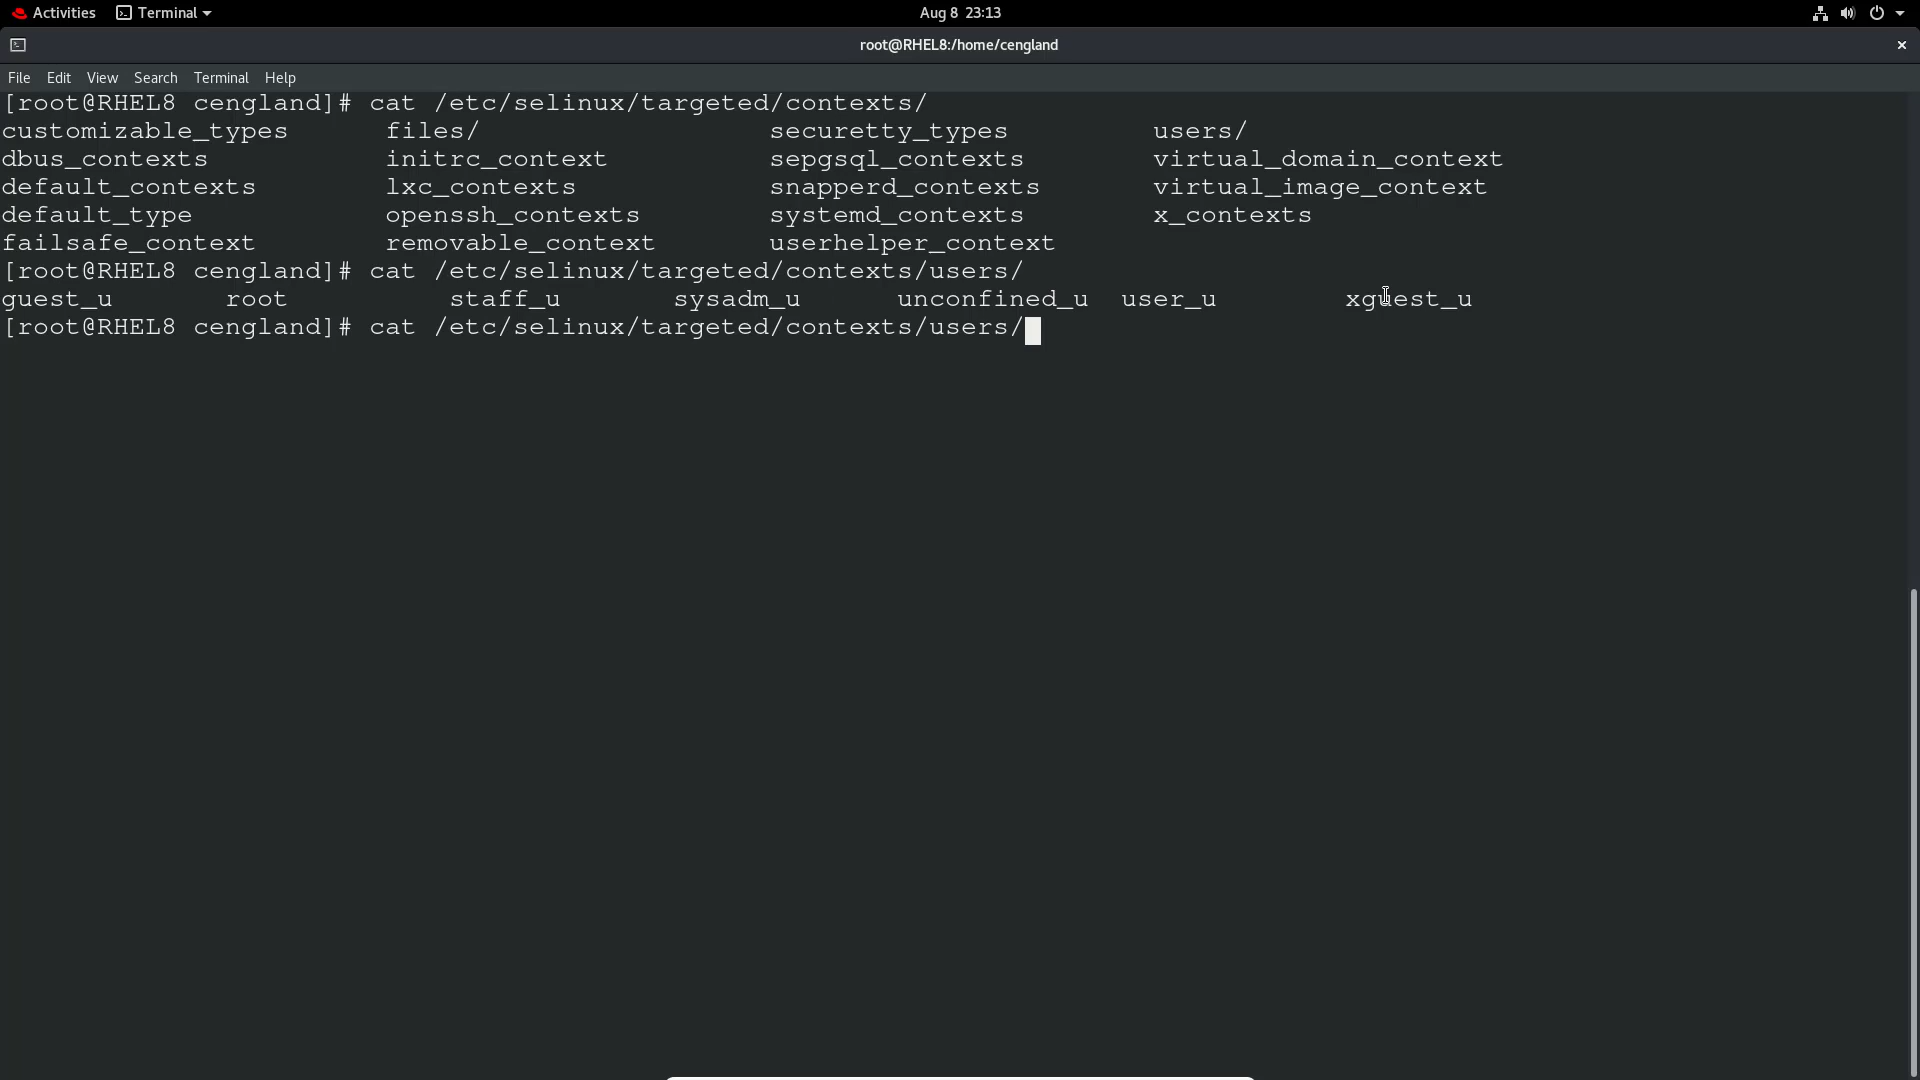 Activities Terminal Aug 8 23:13
root@RHEL8:/home/cengland
File Edit View Search Terminal Help
[root@RHEL8 cengland]# cat /etc/selinux/targeted/contexts/
customizable_types files/ securetty_types users/
dbus_contexts initrc_context sepgsql_contexts virtual_domain_context
default_contexts lxc_contexts snapperd_contexts virtual_image_context
default_type openssh_contexts systemd_contexts x_contexts
failsafe_context removable_context userhelper_context
[root@RHEL8 cengland]# cat /etc/selinux/targeted/contexts/users/
guest_u root staff_u sysadm_u unconfined_u user_u xguest_u
[root@RHEL8 cengland]# cat /etc/selinux/targeted/contexts/users/